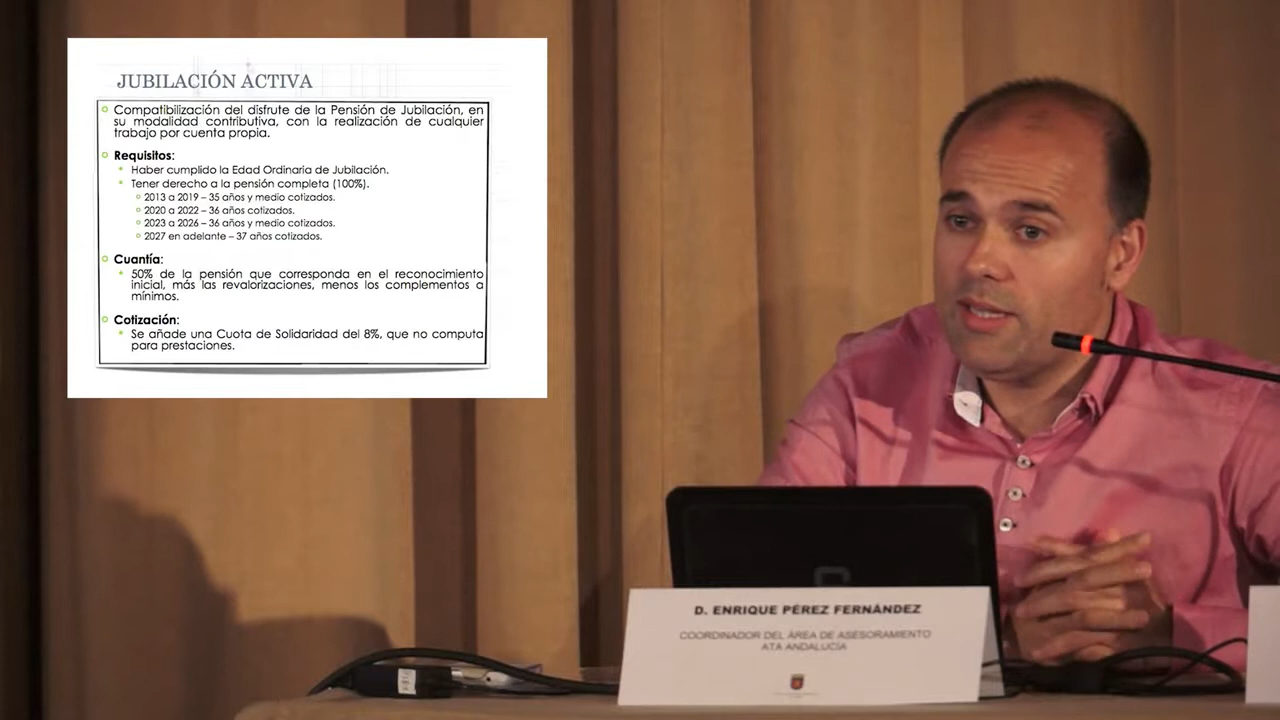 JUBILACIÓN ACTIVA
Compatibilización del disfrute de la Pensión de Jubilación, en
su modalidad contributiva, con la realización de cualquier
trabajo por cuenta propia.
Requisitos:
Haber cumplido la Edad Ordinaria de Jubilación.
Tener derecho a la pensión completa (100%).
2013 a 2019 – 35 años y medio cotizados.
2020 a 2022 – 36 años cotizados.
2023 a 2026 – 36 años y medio cotizados.
2027 en adelante – 37 años cotizados.
Cuantía:
50% de la pensión que corresponda en el reconocimiento
inicial, más las revalorizaciones, menos los complementos a
mínimos.
Cotización:
Se añade una Cuota de Solidaridad del 8%, que no computa
para prestaciones.
D. ENRIQUE PÉREZ FERNÁNDEZ
COORDINADOR DEL ÁREA DE ASESORAMIENTO
ATA ANDALUCÍA